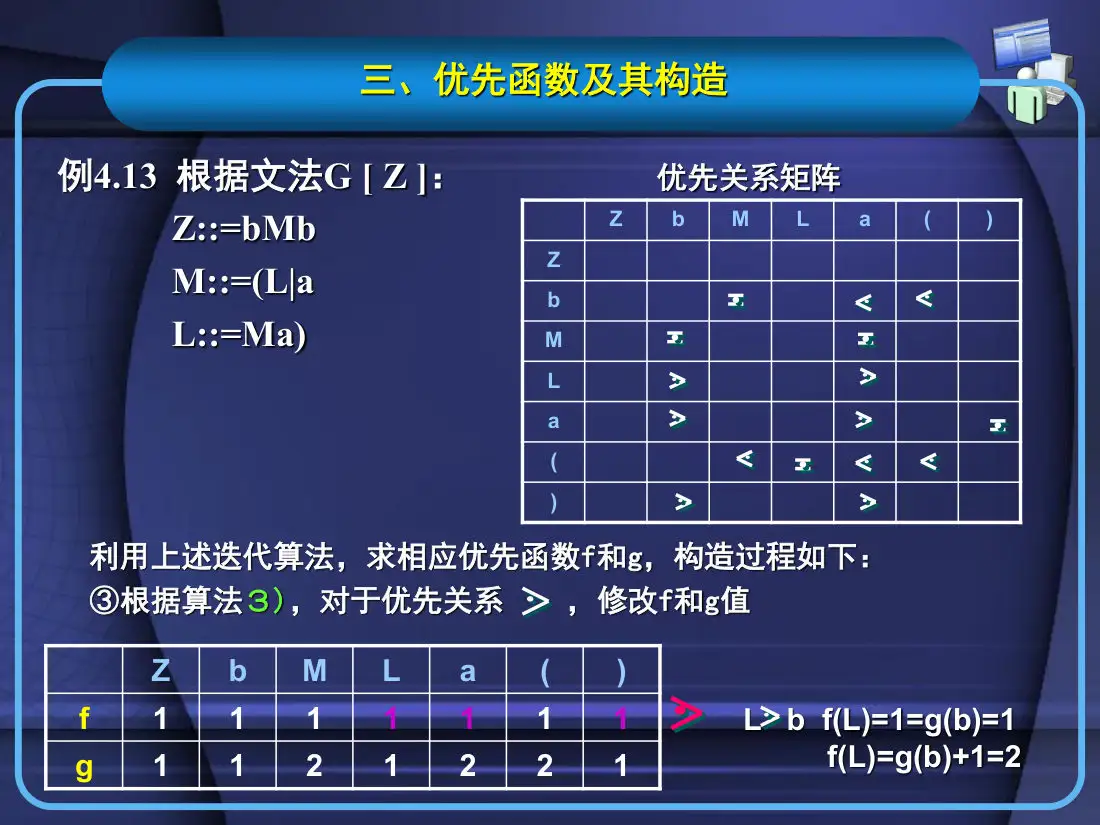 三、优先函数及其构造
例4.13 根据文法G [ Z ]：
Z::=bMb
M::=(L|a
L::=Ma)
优先关系矩阵
Z b M L a ( )
Z
b ≖ ⋖ ⋖
M ≖ ≖
L ⋗ ⋗
a ⋗ ⋗ ≖
( ⋖ ≖ ⋖ ⋖
) ⋗ ⋗
利用上述迭代算法，求相应优先函数f和g，构造过程如下：
③根据算法３)，对于优先关系 ⋗ ，修改f和g值
Z b M L a ( )
f 1 1 1 1 1 1 1
g 1 1 2 1 2 2 1
⋗ L⋗b f(L)=1=g(b)=1
f(L)=g(b)+1=2